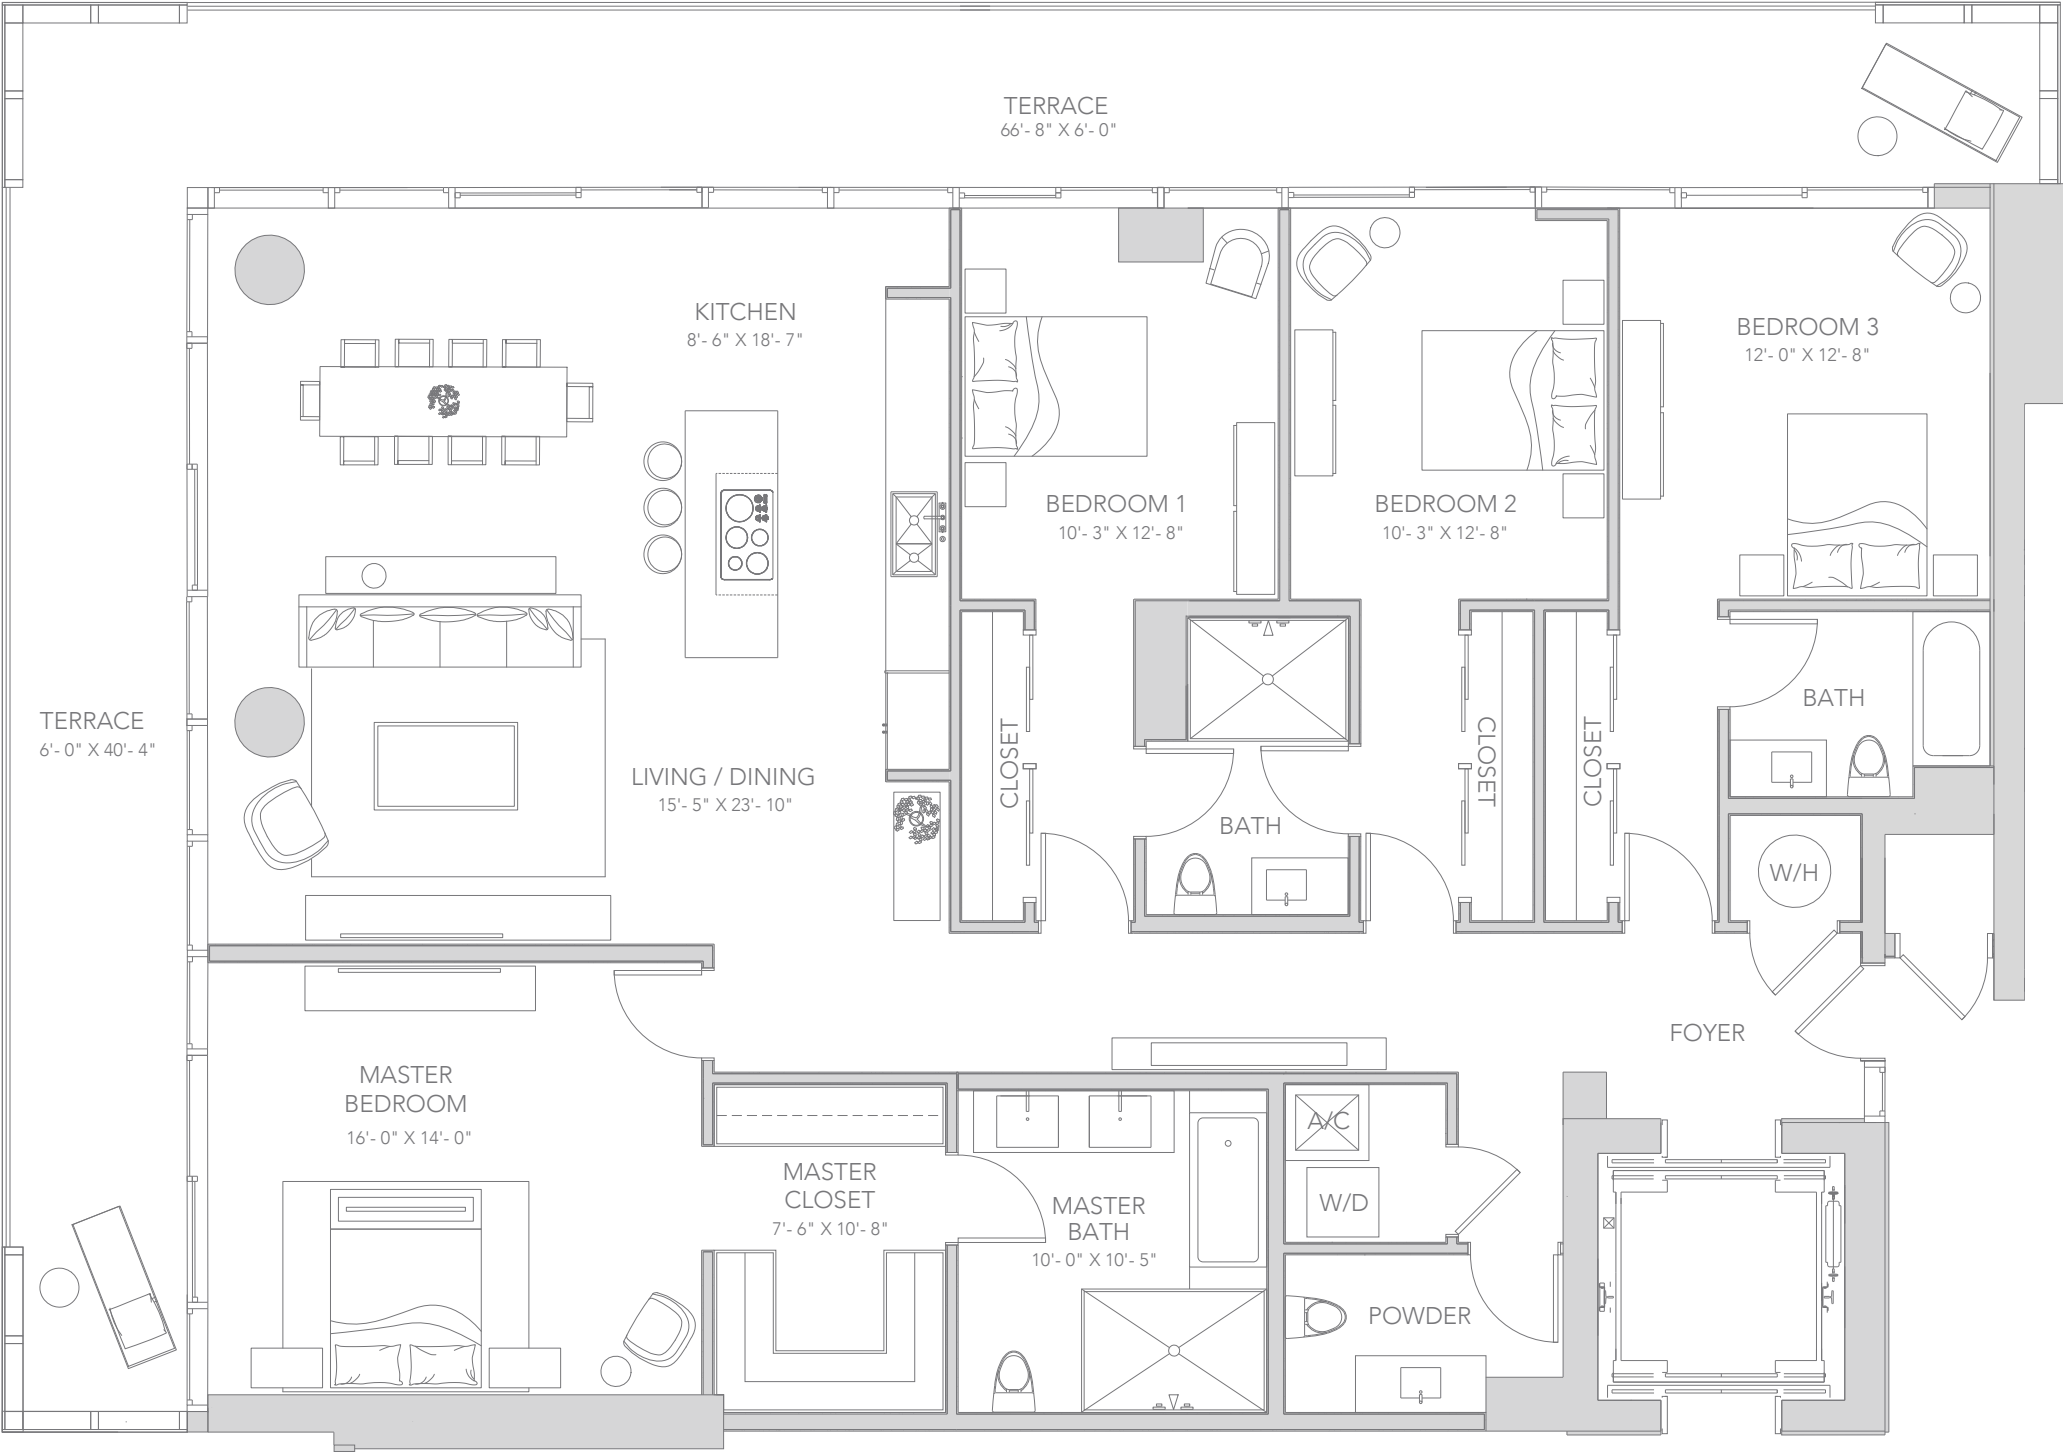 TERRACE
66'- 8" X 6'- 0"
KITCHEN
8'- 6" X 18'- 7"
BEDROOM 3
12'- 0" X 12'- 8"
BEDROOM 1
10'- 3" X 12'- 8"
BEDROOM 2
10'- 3" X 12'- 8"
TERRACE
6'- 0" X 40'- 4"
LIVING / DINING
15'- 5" X 23'- 10"
CLOSET
BATH
CLOSET
CLOSET
BATH
W/H
FOYER
MASTER
BEDROOM
16'- 0" X 14'- 0"
MASTER
CLOSET
7'- 6" X 10'- 8"
MASTER
BATH
10'- 0" X 10'- 5"
A/C
W/D
POWDER